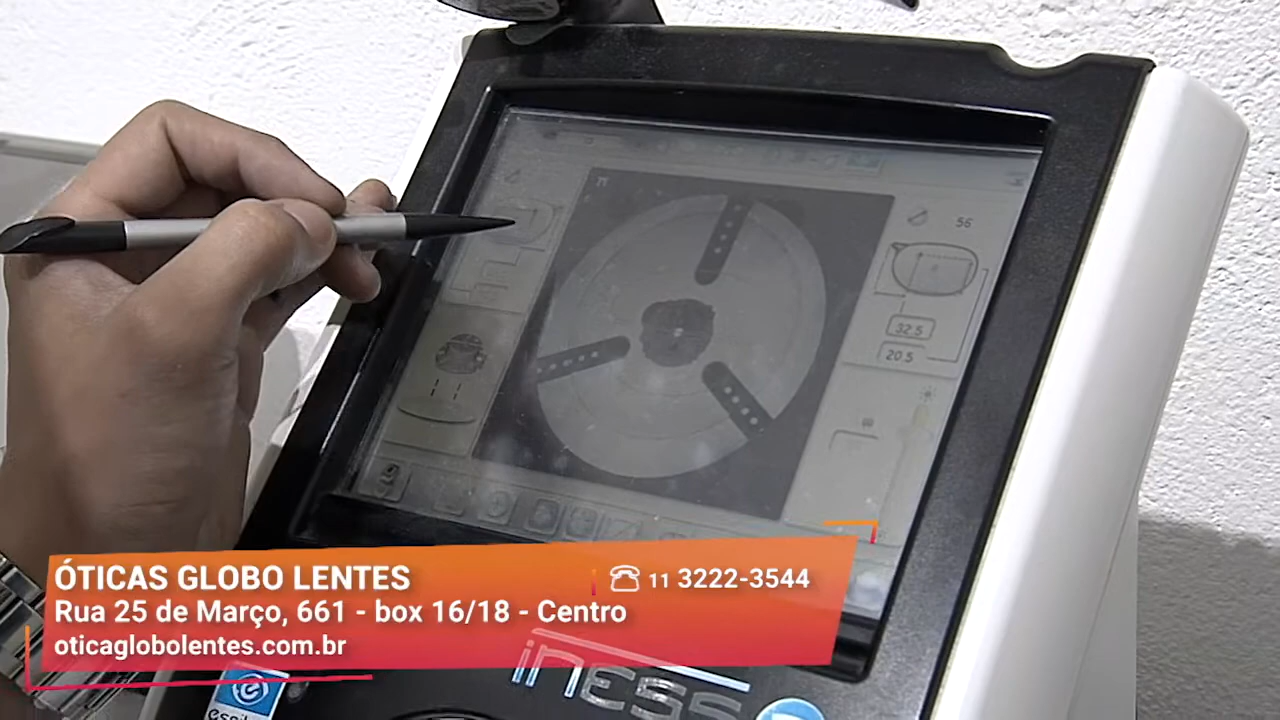 56
32.5
20.5
ÓTICAS GLOBO LENTES
11 3222-3544
Rua 25 de Março, 661 - box 16/18 - Centro
oticaglobolentes.com.br
iness